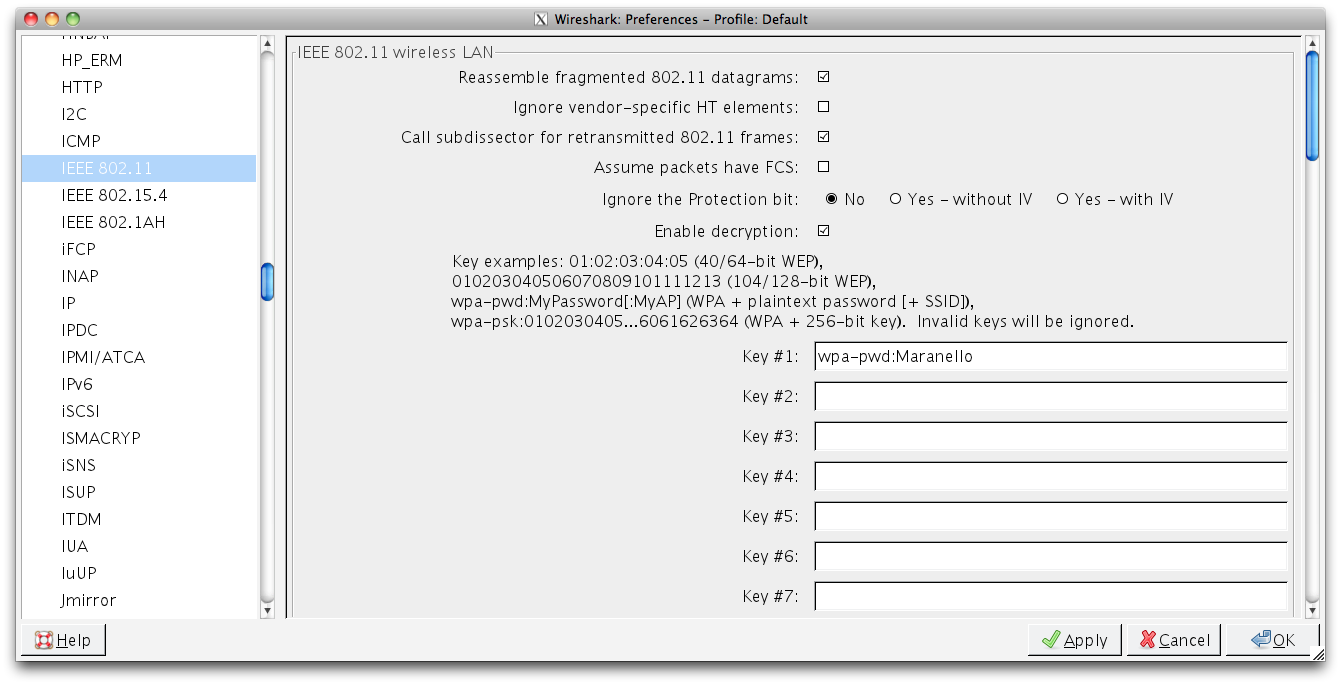 Wireshark: Preferences – Profile: Default
HP_ERM
HTTP
I2C
ICMP
IEEE 802.11
IEEE 802.15.4
IEEE 802.1AH
iFCP
INAP
IP
IPDC
IPMI/ATCA
IPv6
iSCSI
ISMACRYP
iSNS
ISUP
ITDM
IUA
IuUP
Jmirror
IEEE 802.11 wireless LAN
Reassemble fragmented 802.11 datagrams:
Ignore vendor-specific HT elements:
Call subdissector for retransmitted 802.11 frames:
Assume packets have FCS:
Ignore the Protection bit: No Yes - without IV Yes - with IV
Enable decryption:
Key examples: 01:02:03:04:05 (40/64-bit WEP),
010203040506070809101111213 (104/128-bit WEP),
wpa-pwd:MyPassword[:MyAP] (WPA + plaintext password [+ SSID]),
wpa-psk:0102030405...6061626364 (WPA + 256-bit key).  Invalid keys will be ignored.
Key #1: wpa-pwd:Maranello
Key #2:
Key #3:
Key #4:
Key #5:
Key #6:
Key #7:
Help Apply Cancel OK